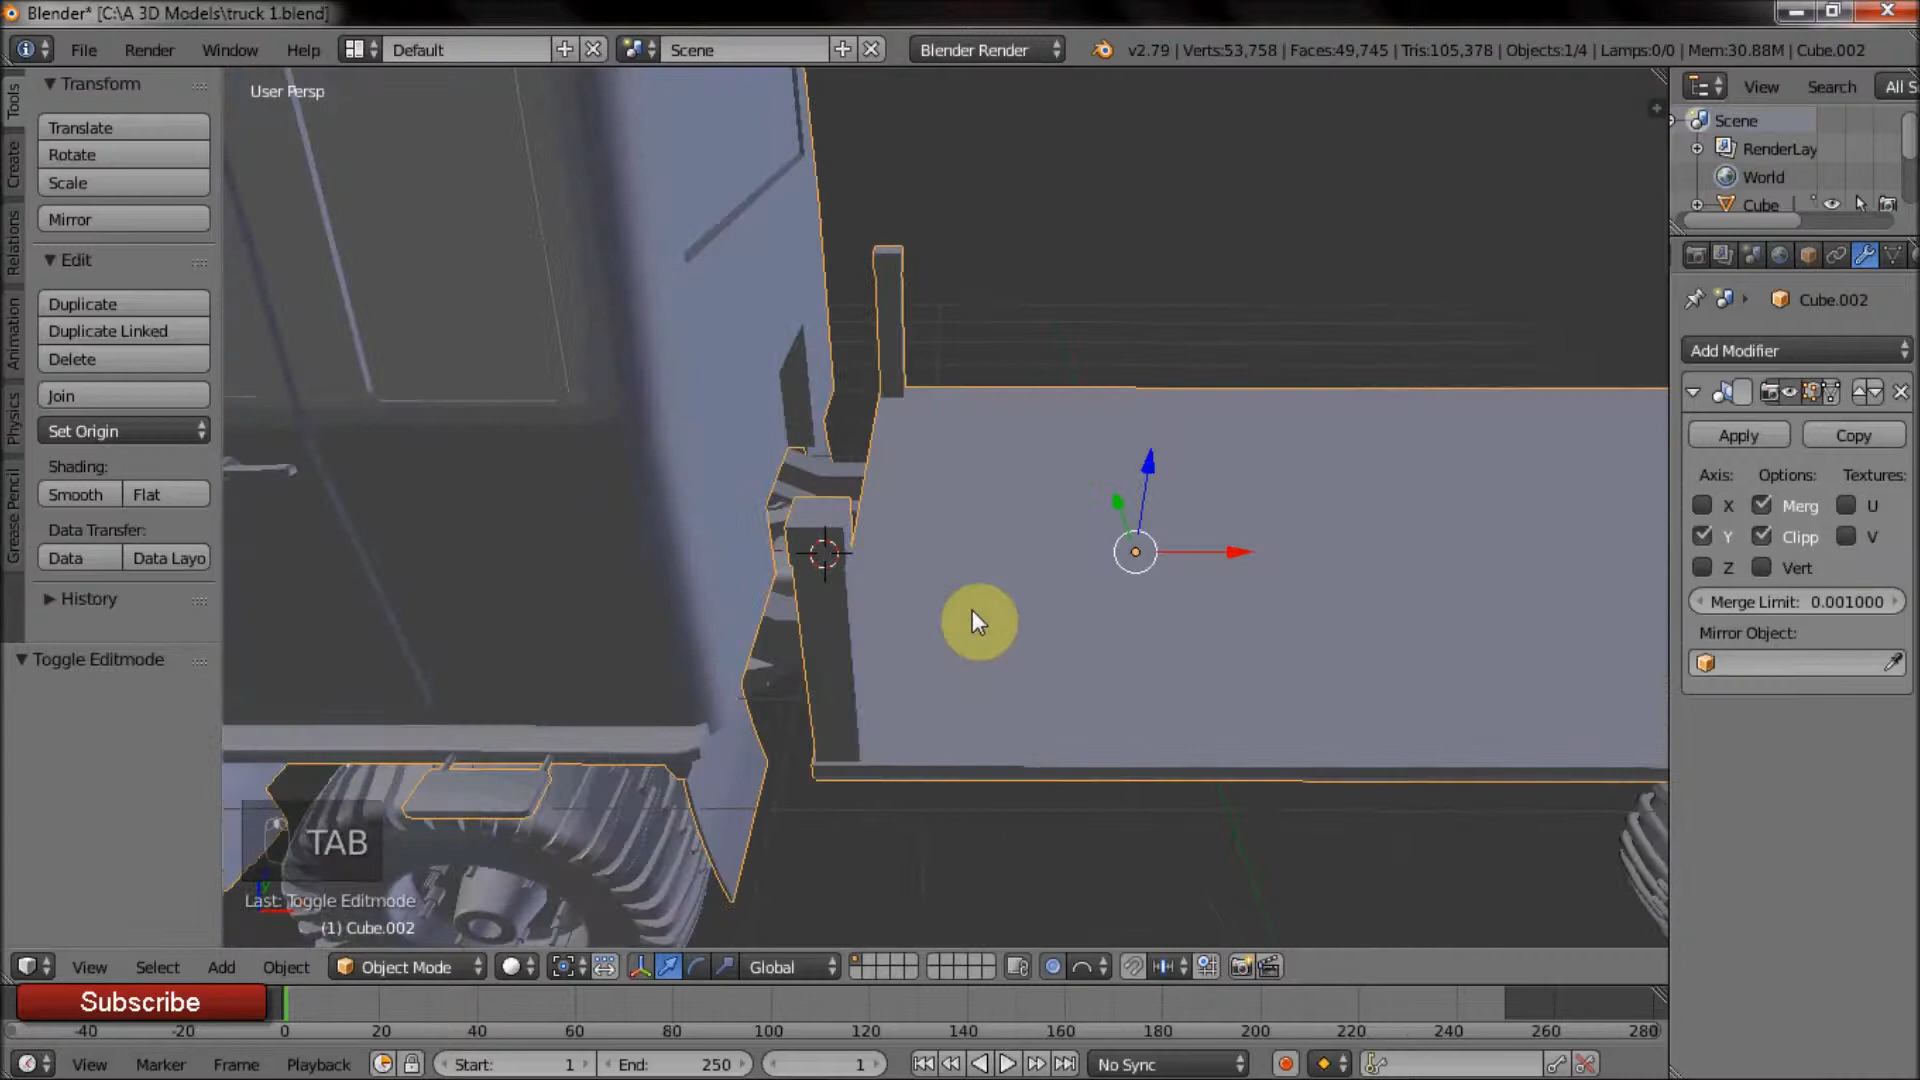 Blender* [C:\A 3D Models\truck 1.blend]
File Render Window Help Default Scene Blender Render v2.79 | Verts:53,758 | Faces:49,745 | Tris:105,378 | Objects:1/4 | Lamps:0/0 | Mem:30.88M | Cube.002
Tools
Create
Relations
Animation
Physics
Grease Pencil
Transform
Translate
Rotate
Scale
Mirror
Edit
Duplicate
Duplicate Linked
Delete
Join
Set Origin
Shading:
Smooth Flat
Data Transfer:
Data Data Layo
History
Toggle Editmode
User Persp
TAB
Last: Toggle Editmode
(1) Cube.002
View Search All S
Scene
RenderLay
World
Cube
Cube.002
Add Modifier
Apply Copy
Axis: Options: Textures:
X Merg U
Y Clipp V
Z Vert
Merge Limit: 0.001000
Mirror Object:
View Select Add Object Object Mode Global
Subscribe
-40 -20 0 20 40 60 80 100 120 140 160 180 200 220 240 260 280
View Marker Frame Playback Start: 1 End: 250 1 No Sync